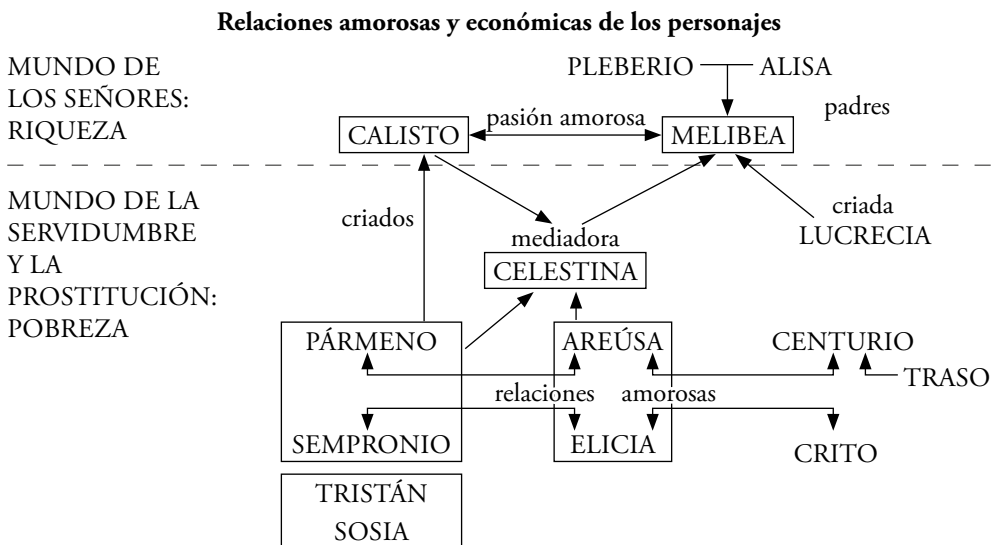 Relaciones amorosas y económicas de los personajes
MUNDO DE
LOS SEÑORES:
RIQUEZA
PLEBERIO
ALISA
padres
pasión amorosa
CALISTO
MELIBEA
MUNDO DE LA
SERVIDUMBRE
Y LA
PROSTITUCIÓN:
POBREZA
criados
criada
LUCRECIA
mediadora
CELESTINA
PÁRMENO
AREÚSA
CENTURIO
TRASO
relaciones
amorosas
SEMPRONIO
ELICIA
CRITO
TRISTÁN
SOSIA